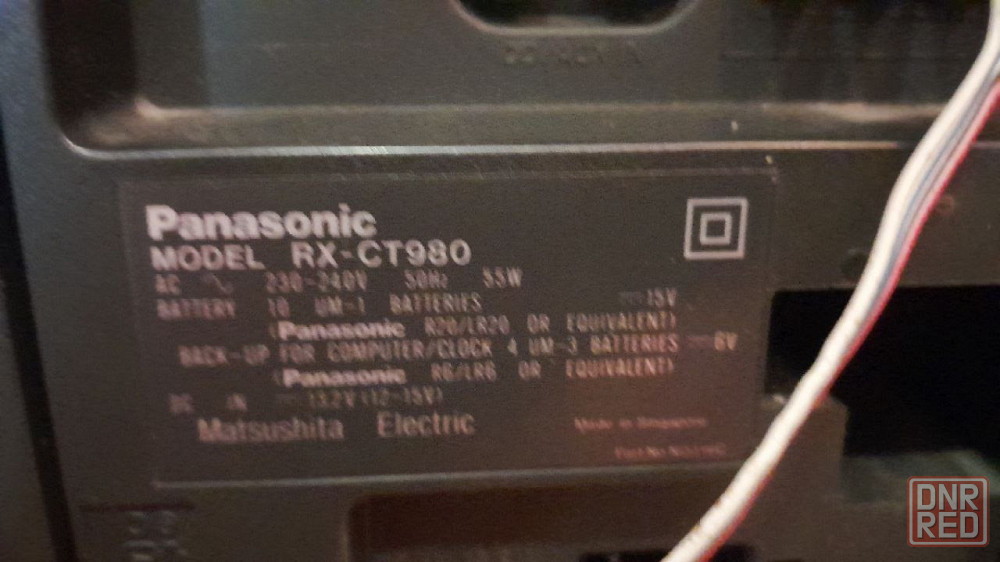 Panasonic
MODEL RX-CT980
AC 230-240V 50Hz 55W
BATTERY 10 UM-1 BATTERIES 15V
(Panasonic R20/LR20 OR EQUIVALENT)
BACK-UP FOR COMPUTER/CLOCK 4 UM-3 BATTERIES 6V
(Panasonic R6/LR6 OR EQUIVALENT)
DC IN 13.2V(12-15V)
Matsushita Electric
Made in Singapore
Part No.
DNR
RED